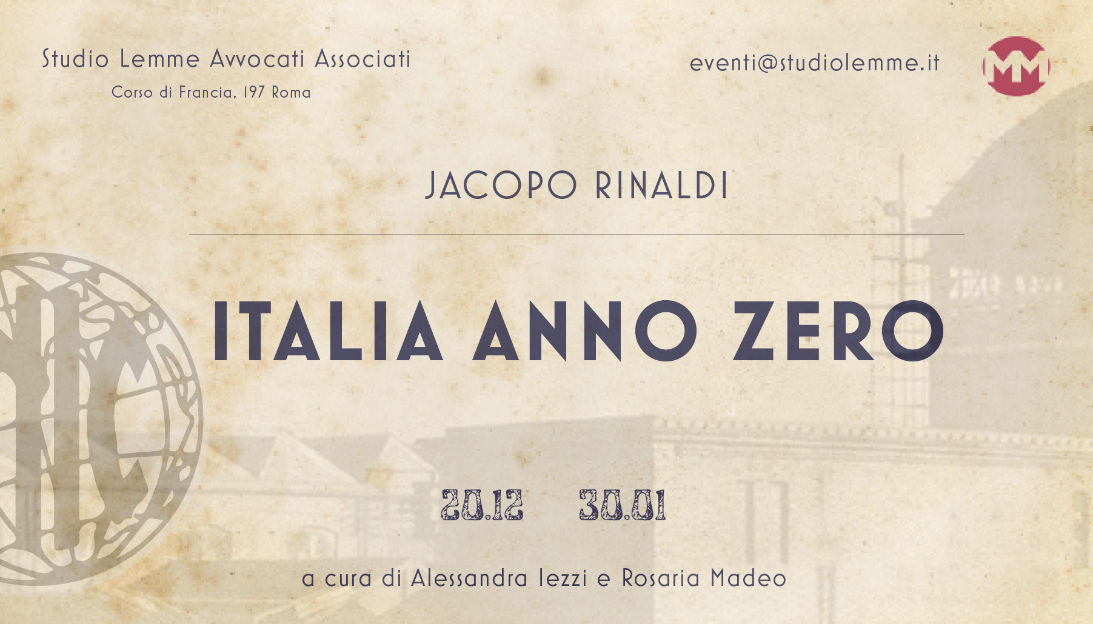 Studio Lemme Avvocati Associati
Corso di Francia, 197 Roma
eventi@studiolemme.it
MM
JACOPO RINALDI
ITALIA ANNO ZERO
20.12 30.01
a cura di Alessandra Iezzi e Rosaria Madeo